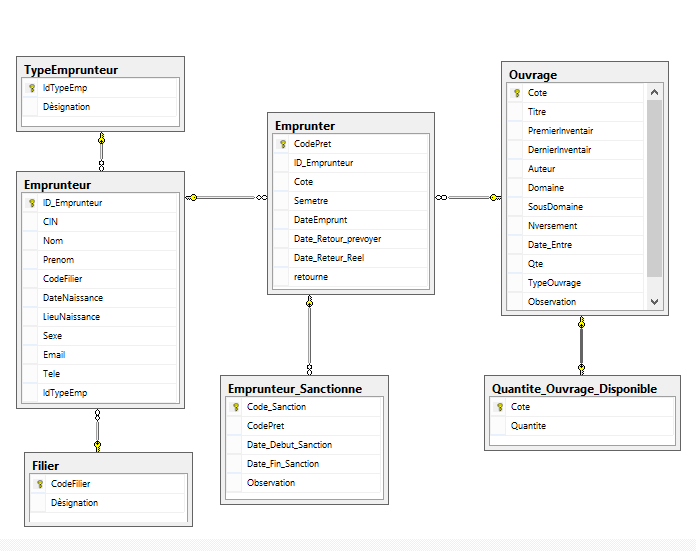 TypeEmprunteur
IdTypeEmp
Dèsignation
Emprunteur
ID_Emprunteur
CIN
Nom
Prenom
CodeFilier
DateNaissance
LieuNaissance
Sexe
Email
Tele
IdTypeEmp
Filier
CodeFilier
Dèsignation
Emprunter
CodePret
ID_Emprunteur
Cote
Semetre
DateEmprunt
Date_Retour_prevoyer
Date_Reteur_Reel
retourne
Emprunteur_Sanctionne
Code_Sanction
CodePret
Date_Debut_Sanction
Date_Fin_Sanction
Observation
Ouvrage
Cote
Titre
PremierInventair
DernierInventair
Auteur
Domaine
SousDomaine
Nversement
Date_Entre
Qte
TypeOuvrage
Observation
Quantite_Ouvrage_Disponible
Cote
Quantite